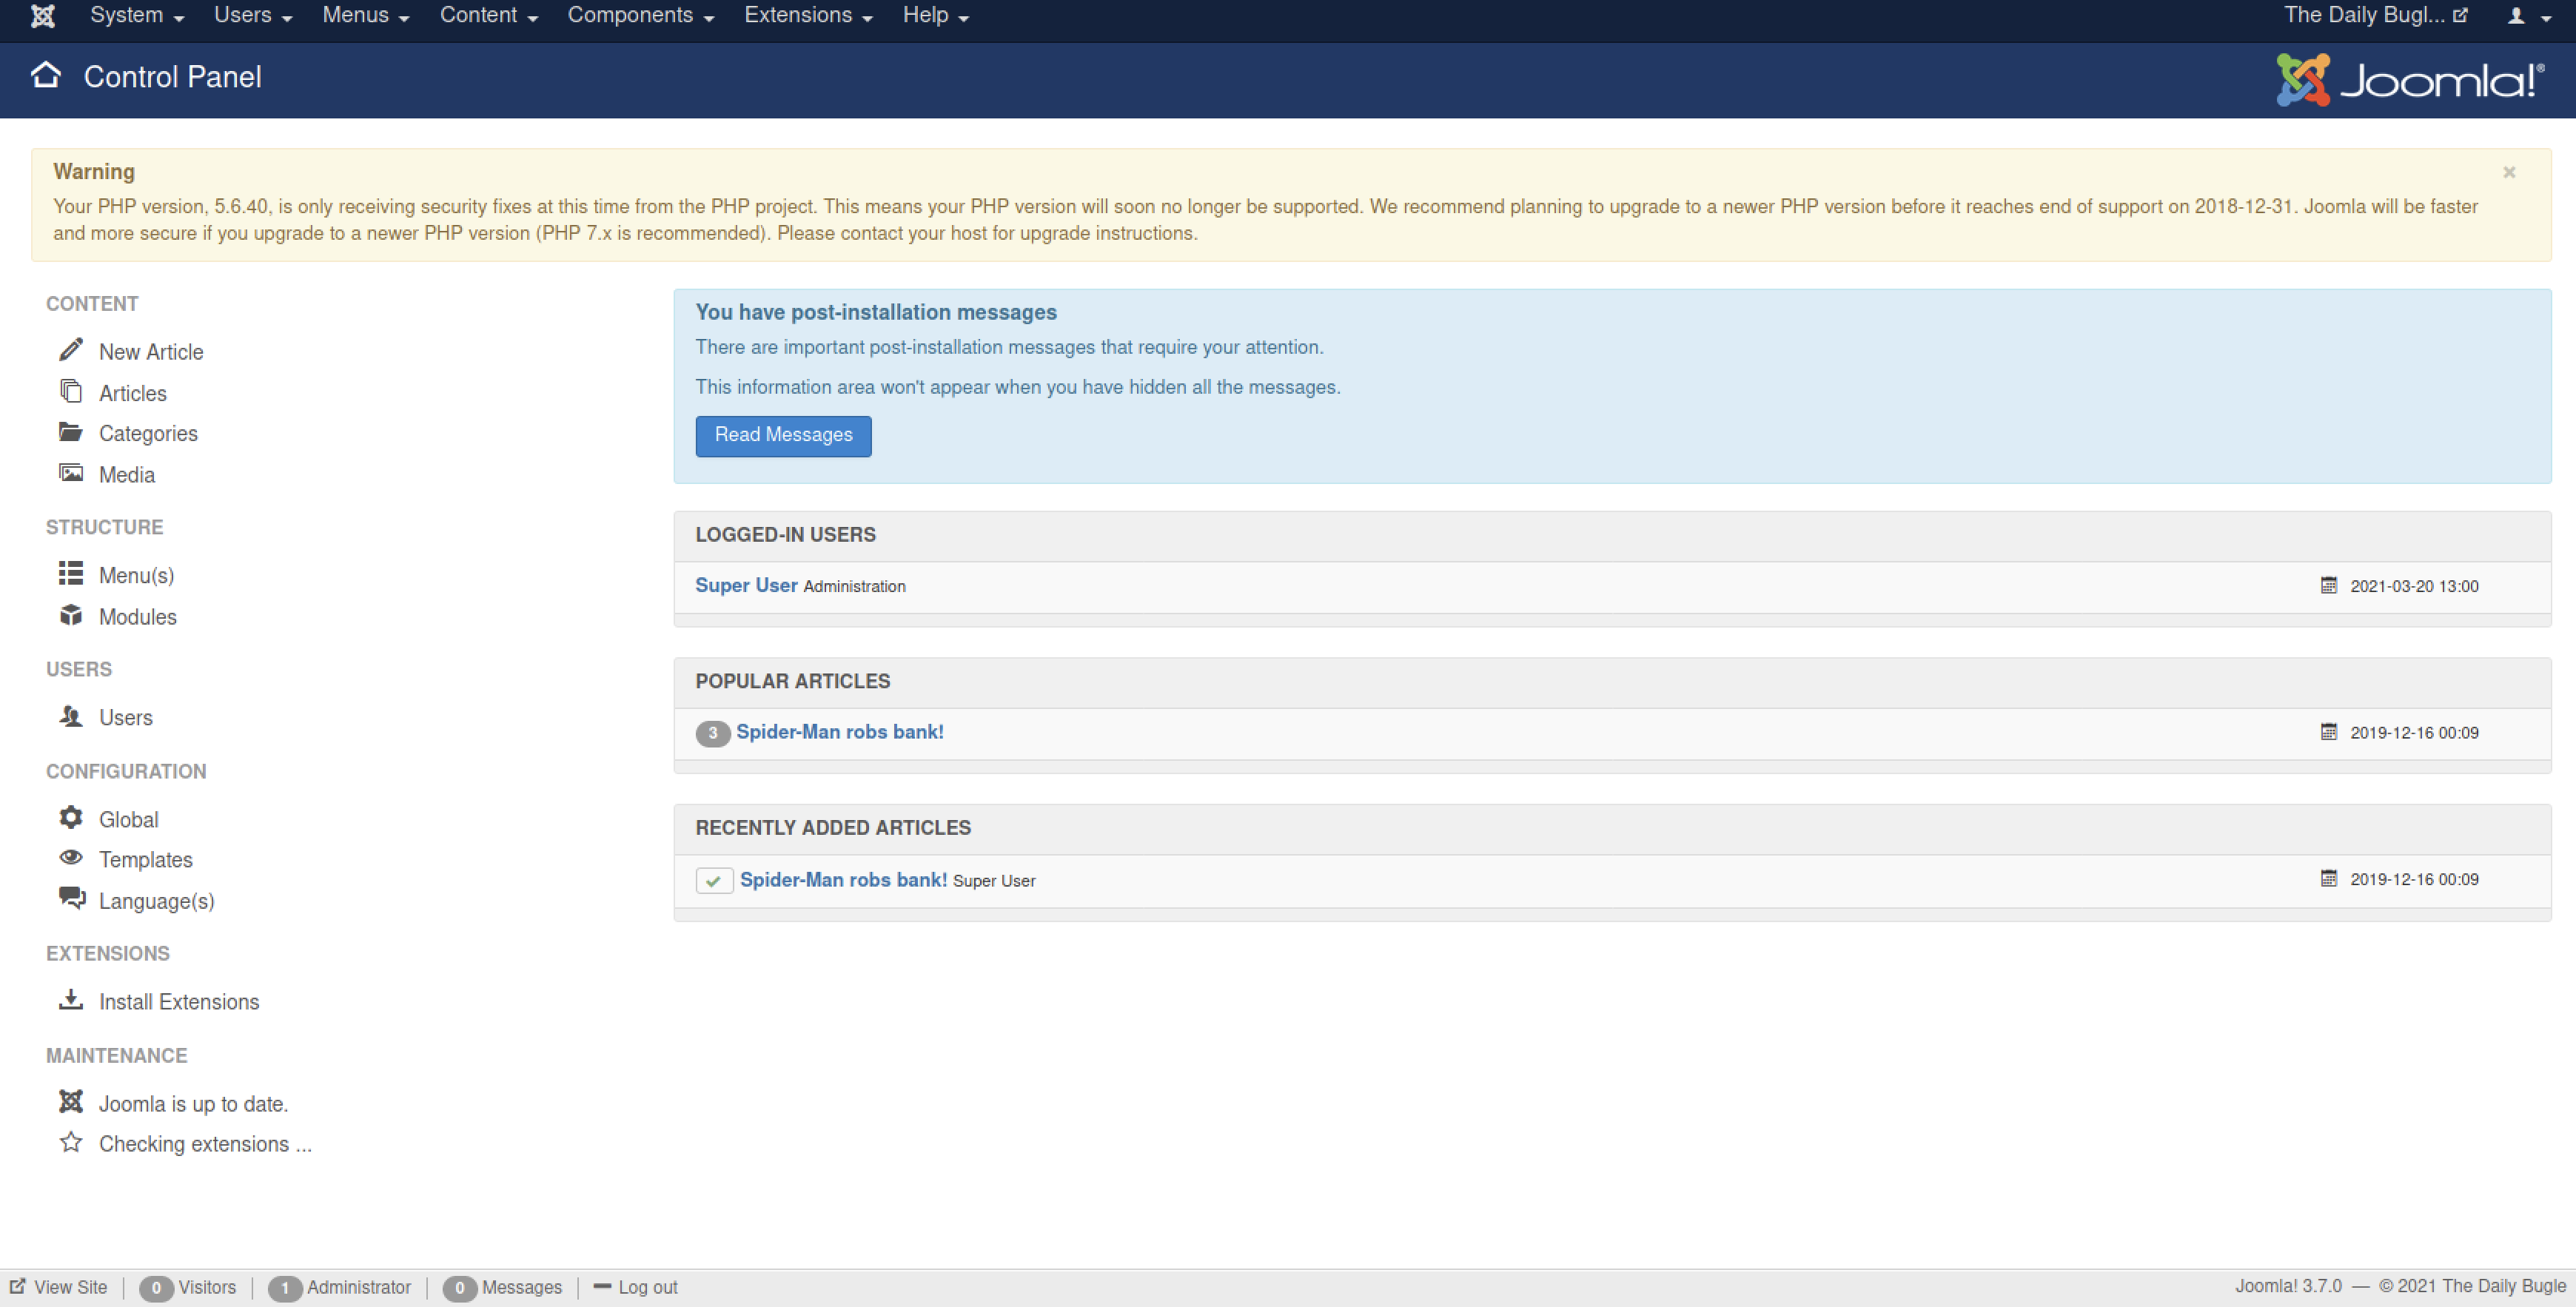 System Users Menus Content Components Extensions Help The Daily Bugl...
Control Panel Joomla!®
Warning ×
Your PHP version, 5.6.40, is only receiving security fixes at this time from the PHP project. This means your PHP version will soon no longer be supported. We recommend planning to upgrade to a newer PHP version before it reaches end of support on 2018-12-31. Joomla will be faster
and more secure if you upgrade to a newer PHP version (PHP 7.x is recommended). Please contact your host for upgrade instructions.
CONTENT
New Article
Articles
Categories
Media
STRUCTURE
Menu(s)
Modules
USERS
Users
CONFIGURATION
Global
Templates
Language(s)
EXTENSIONS
Install Extensions
MAINTENANCE
Joomla is up to date.
Checking extensions ...
You have post-installation messages
There are important post-installation messages that require your attention.
This information area won't appear when you have hidden all the messages.
Read Messages
LOGGED-IN USERS
Super User Administration 2021-03-20 13:00
POPULAR ARTICLES
3 Spider-Man robs bank! 2019-12-16 00:09
RECENTLY ADDED ARTICLES
Spider-Man robs bank! Super User 2019-12-16 00:09
View Site 0 Visitors 1 Administrator 0 Messages Log out Joomla! 3.7.0 — © 2021 The Daily Bugle